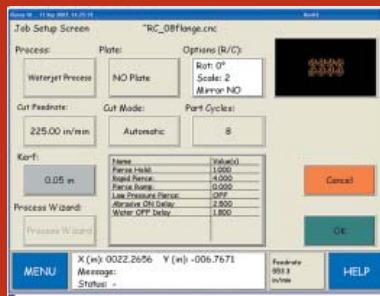 Job Setup Screen
"RC_08flange.cnc
Process:
Plate:
Options (R/C):
Waterjet Process
NO Plate
Rot: 0°
Scale: 2
Mirror NO
Cut Feedrate:
Cut Mode:
Part Cycles:
225.00 in/min
Automatic
8
Kerf:
0.05 in
Name Value(s)
Pierce Hold: 1.000
Rapid Pierce: 4.000
Pierce Ramp: 0.000
Low Pressure Pierce: OFF
Abrasive ON Delay 2.500
Water OFF Delay 1.800
Cancel
Process Wizard:
Process Wizard
OK
MENU
X (in): 0022.2656 Y (in): -006.7671
Message:
Status: -
Feedrate
in/min
HELP